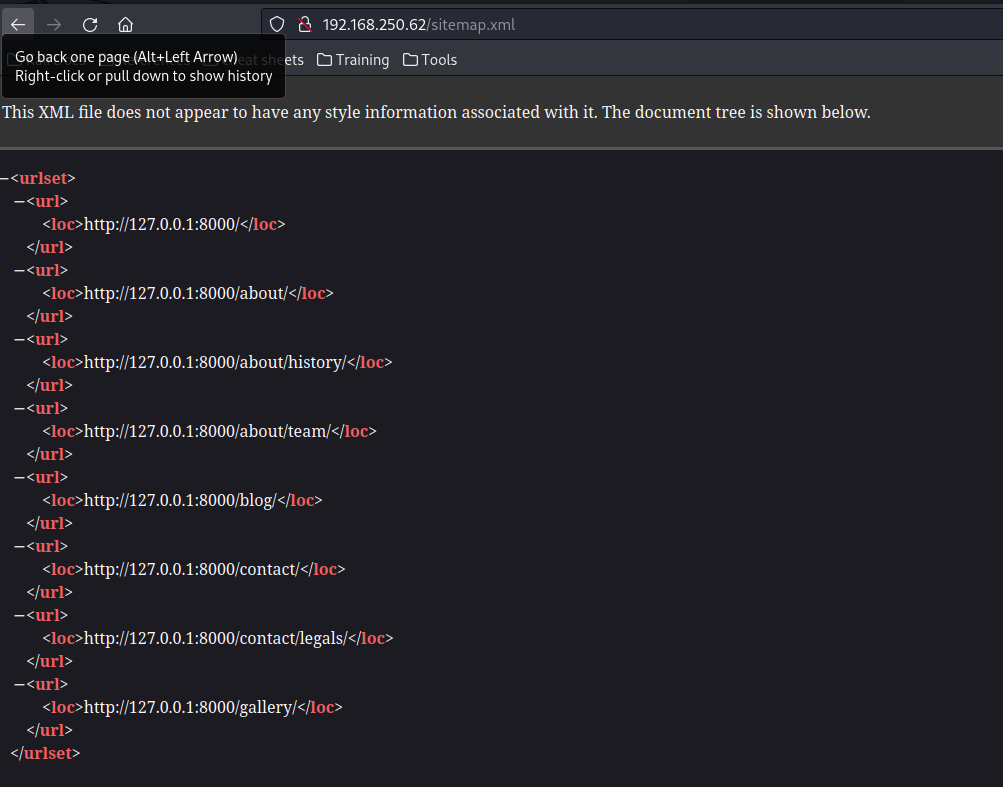 192.168.250.62/sitemap.xml
Go back one page (Alt+Left Arrow)
Right-click or pull down to show history
sheets Training Tools
This XML file does not appear to have any style information associated with it. The document tree is shown below.
−<urlset>
−<url>
<loc>http://127.0.0.1:8000/</loc>
</url>
−<url>
<loc>http://127.0.0.1:8000/about/</loc>
</url>
−<url>
<loc>http://127.0.0.1:8000/about/history/</loc>
</url>
−<url>
<loc>http://127.0.0.1:8000/about/team/</loc>
</url>
−<url>
<loc>http://127.0.0.1:8000/blog/</loc>
</url>
−<url>
<loc>http://127.0.0.1:8000/contact/</loc>
</url>
−<url>
<loc>http://127.0.0.1:8000/contact/legals/</loc>
</url>
−<url>
<loc>http://127.0.0.1:8000/gallery/</loc>
</url>
</urlset>